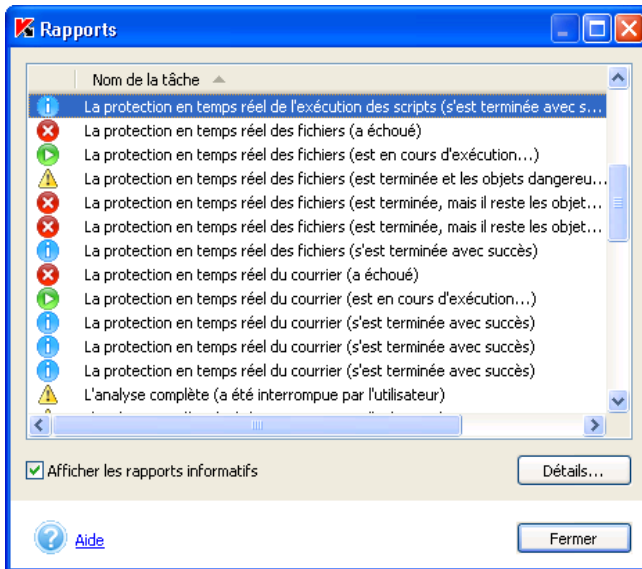 Rapports
Nom de la tâche
La protection en temps réel de l'exécution des scripts (s'est terminée avec s...
La protection en temps réel des fichiers (a échoué)
La protection en temps réel des fichiers (est en cours d'exécution...)
La protection en temps réel des fichiers (est terminée et les objets dangereu...
La protection en temps réel des fichiers (est terminée, mais il reste les objet...
La protection en temps réel des fichiers (est terminée, mais il reste les objet...
La protection en temps réel des fichiers (s'est terminée avec succès)
La protection en temps réel du courrier (a échoué)
La protection en temps réel du courrier (est en cours d'exécution...)
La protection en temps réel du courrier (s'est terminée avec succès)
La protection en temps réel du courrier (s'est terminée avec succès)
La protection en temps réel du courrier (s'est terminée avec succès)
L'analyse complète (a été interrompue par l'utilisateur)
Afficher les rapports informatifs
Détails...
Aide
Fermer